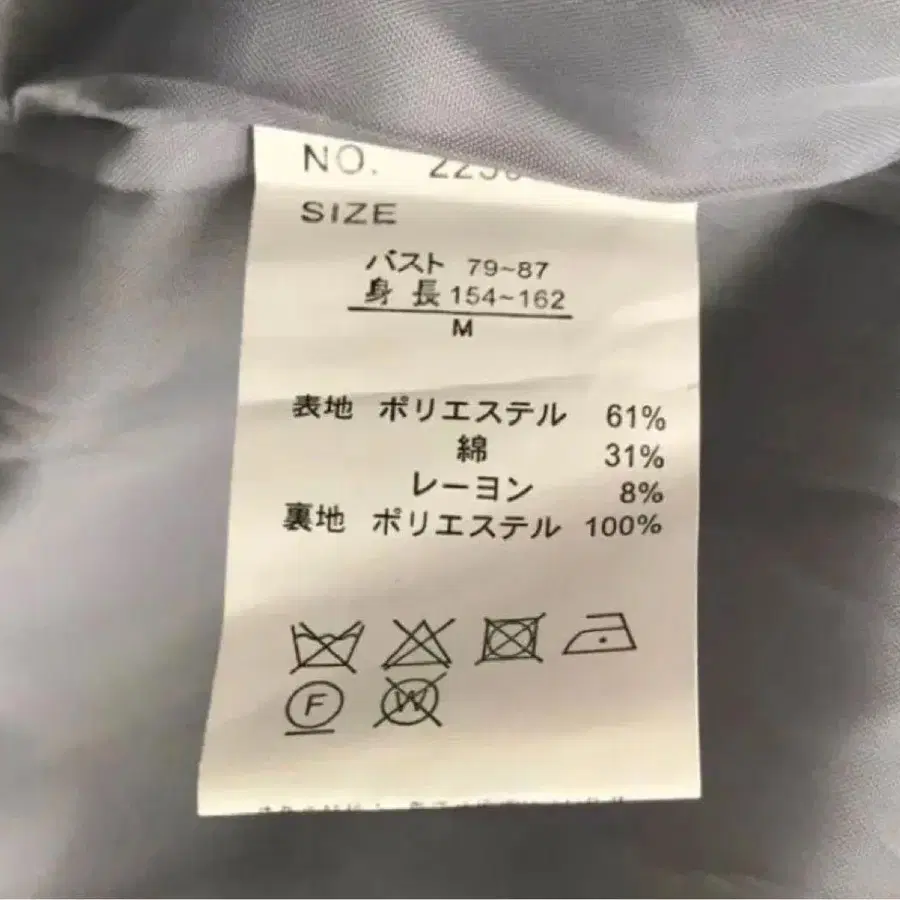 NO.
SIZE
バスト 79~87
身長 154~162
M
表地 ポリエステル 61%
綿 31%
レーヨン 8%
裏地 ポリエステル 100%
F
W